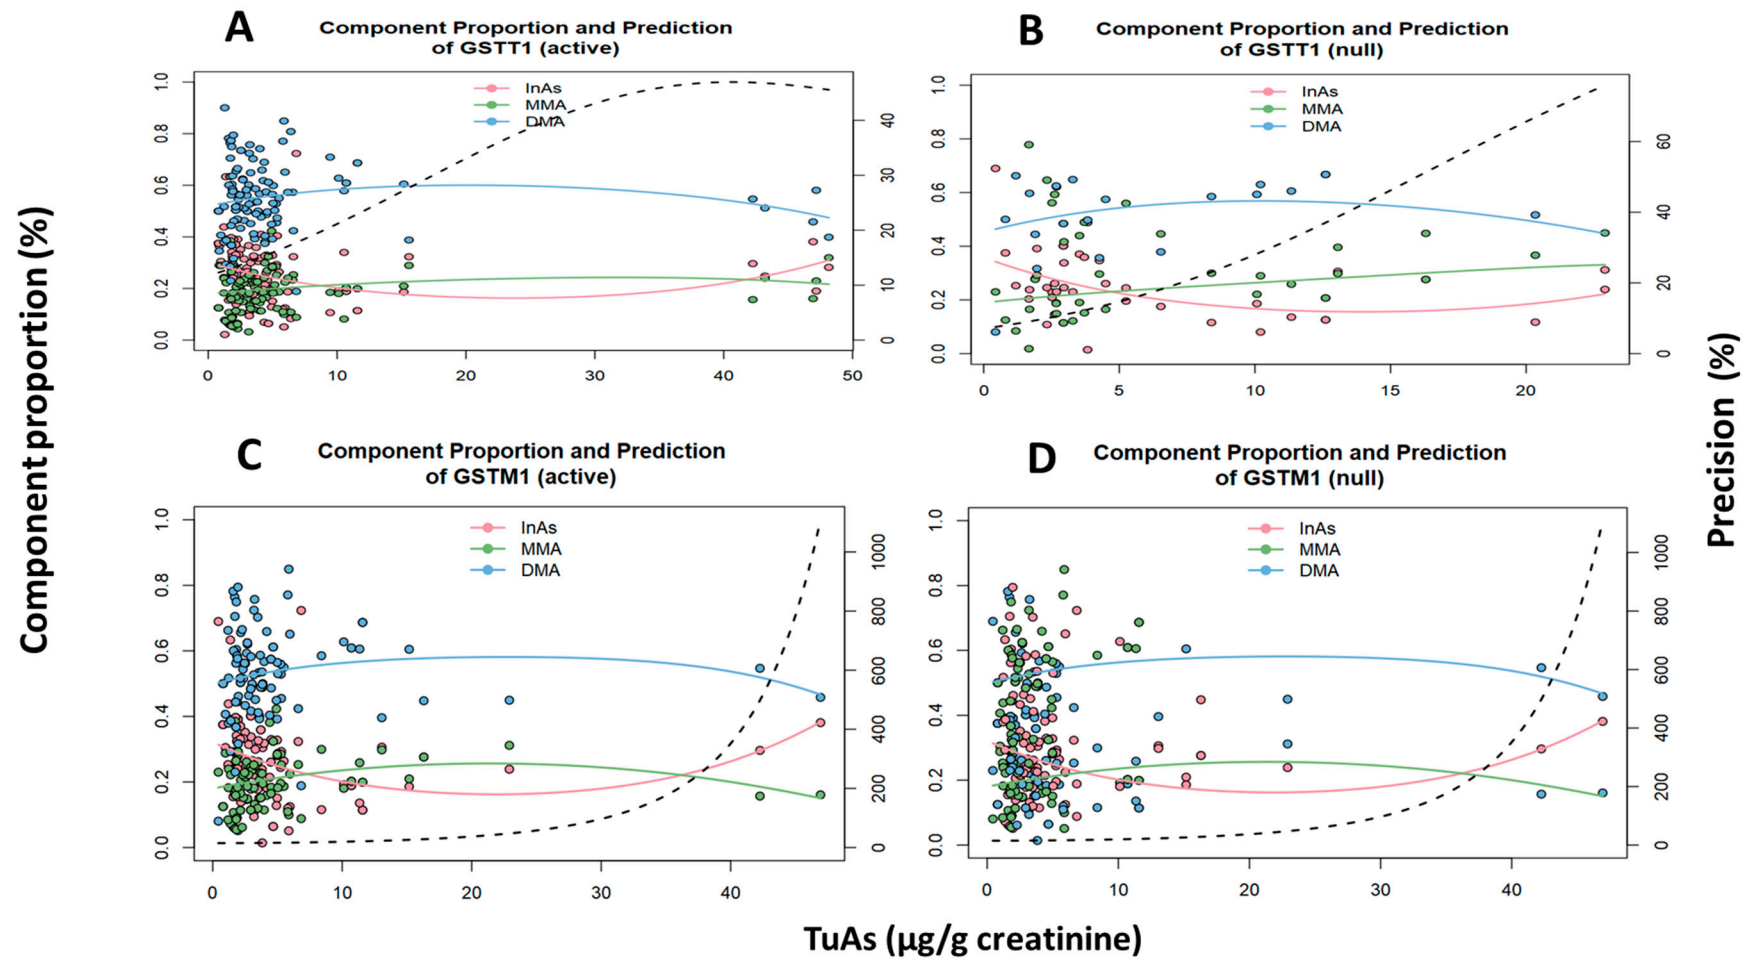 A
Component Proportion and Prediction
of GSTT1 (active)
InAs
MMA
DMA
0.0 0.2 0.4 0.6 0.8 1.0
0 10 20 30 40
0 10 20 30 40 50
B
Component Proportion and Prediction
of GSTT1 (null)
InAs
MMA
DMA
0.0 0.2 0.4 0.6 0.8 1.0
0 20 40 60
0 5 10 15 20
Component proportion (%)
Precision (%)
C
Component Proportion and Prediction
of GSTM1 (active)
InAs
MMA
DMA
0.0 0.2 0.4 0.6 0.8 1.0
0 200 400 600 800 1000
0 10 20 30 40
D
Component Proportion and Prediction
of GSTM1 (null)
InAs
MMA
DMA
0.0 0.2 0.4 0.6 0.8 1.0
0 200 400 600 800 1000
0 10 20 30 40
TuAs (μg/g creatinine)